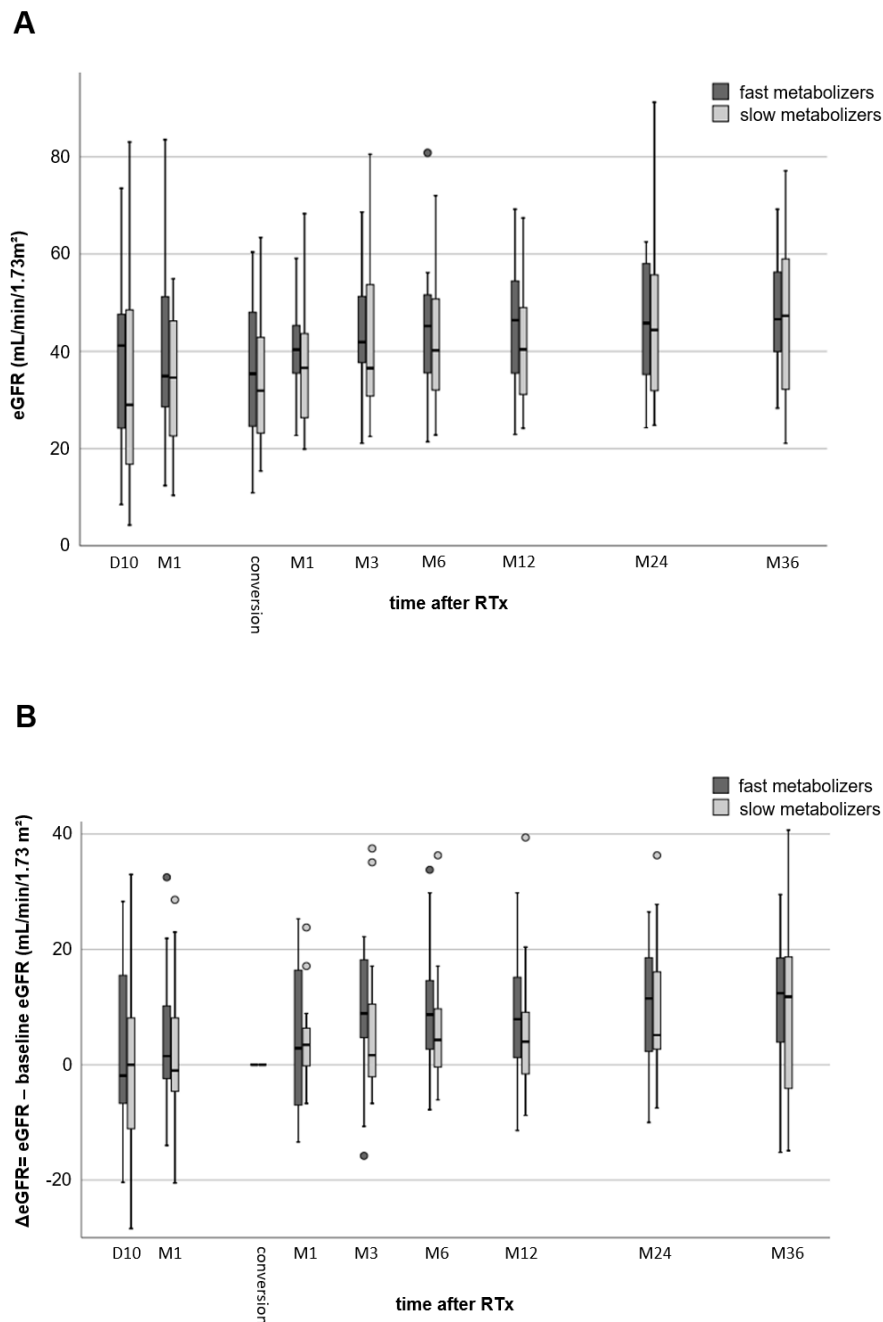 A
fast metabolizers
slow metabolizers
80
60
40
20
0
eGFR (mL/min/1.73m²)
D10 M1 conversion M1 M3 M6 M12 M24 M36
time after RTx
B
fast metabolizers
slow metabolizers
40
20
0
-20
ΔeGFR= eGFR – baseline eGFR (mL/min/1.73 m²)
D10 M1 conversion M1 M3 M6 M12 M24 M36
time after RTx